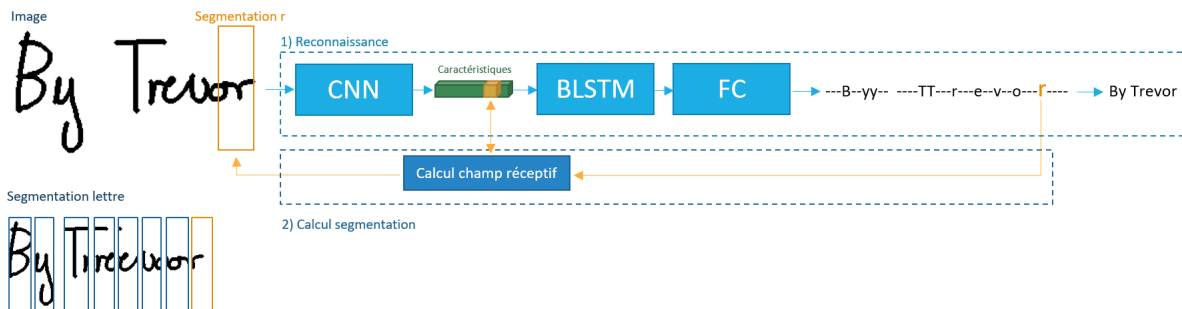 Image
Segmentation r
By Trevor
1) Reconnaissance
CNN
Caractéristiques
BLSTM
FC
---B--yy-- ----TT---r---e--v--o---r-----
By Trevor
Calcul champ réceptif
2) Calcul segmentation
Segmentation lettre
By Trevor